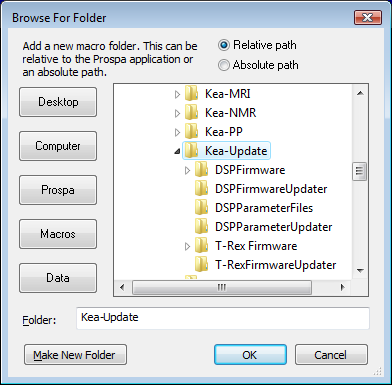 Browse For Folder
Add a new macro folder. This can be
relative to the Prospa application or
an absolute path.
Relative path
Absolute path
Desktop
Computer
Prospa
Macros
Data
Kea-MRI
Kea-NMR
Kea-PP
Kea-Update
DSPFirmware
DSPFirmwareUpdater
DSPParameterFiles
DSPParameterUpdater
T-Rex Firmware
T-RexFirmwareUpdater
Folder:
Kea-Update
Make New Folder
OK
Cancel